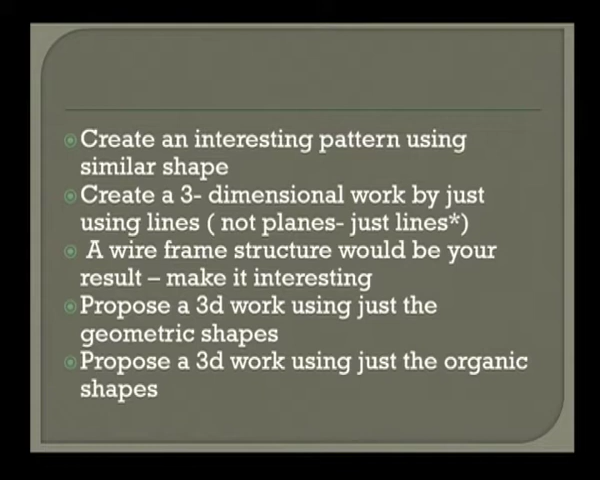 Create an interesting pattern using
similar shape
Create a 3- dimensional work by just
using lines ( not planes- just lines*)
A wire frame structure would be your
result – make it interesting
Propose a 3d work using just the
geometric shapes
Propose a 3d work using just the organic
shapes